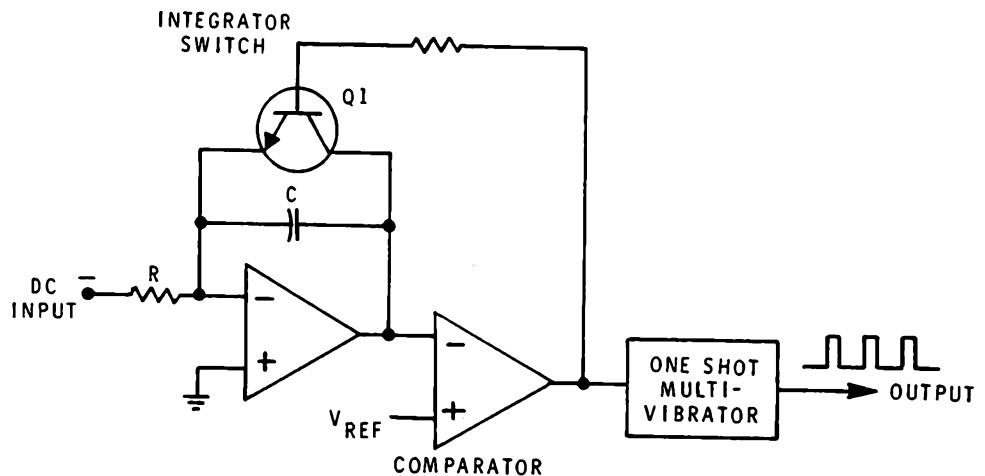 INTEGRATOR
SWITCH
Q1
C
–
R
DC
INPUT
–
+
–
+
V REF
COMPARATOR
ONE SHOT
MULTI-
VIBRATOR
OUTPUT